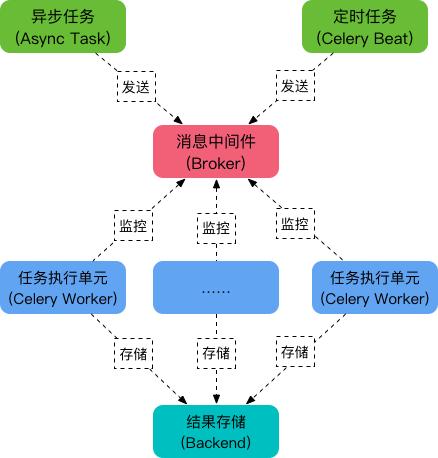 异步任务
(Async Task)
定时任务
(Celery Beat)
发送
发送
消息中间件
(Broker)
监控
监控
监控
任务执行单元
(Celery Worker)
……
任务执行单元
(Celery Worker)
存储
存储
存储
结果存储
(Backend)